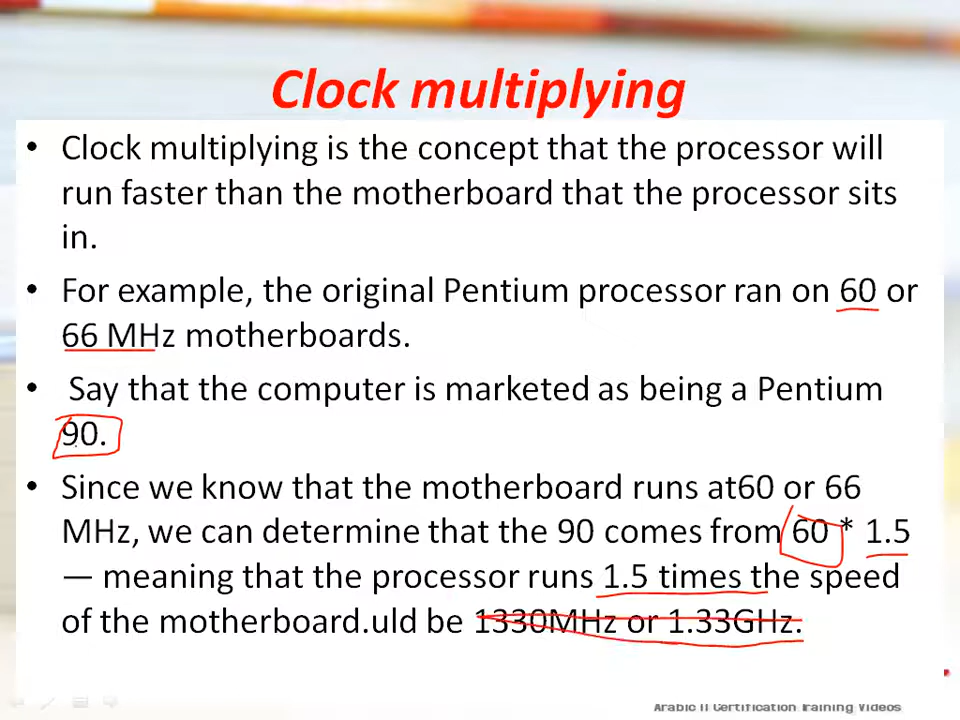 Clock multiplying
• Clock multiplying is the concept that the processor will
run faster than the motherboard that the processor sits
in.
• For example, the original Pentium processor ran on 60 or
66 MHz motherboards.
• Say that the computer is marketed as being a Pentium
90.
• Since we know that the motherboard runs at60 or 66
MHz, we can determine that the 90 comes from 60 * 1.5
— meaning that the processor runs 1.5 times the speed
of the motherboard.uld be 1330MHz or 1.33GHz.
Arabic IT Certification Training Videos